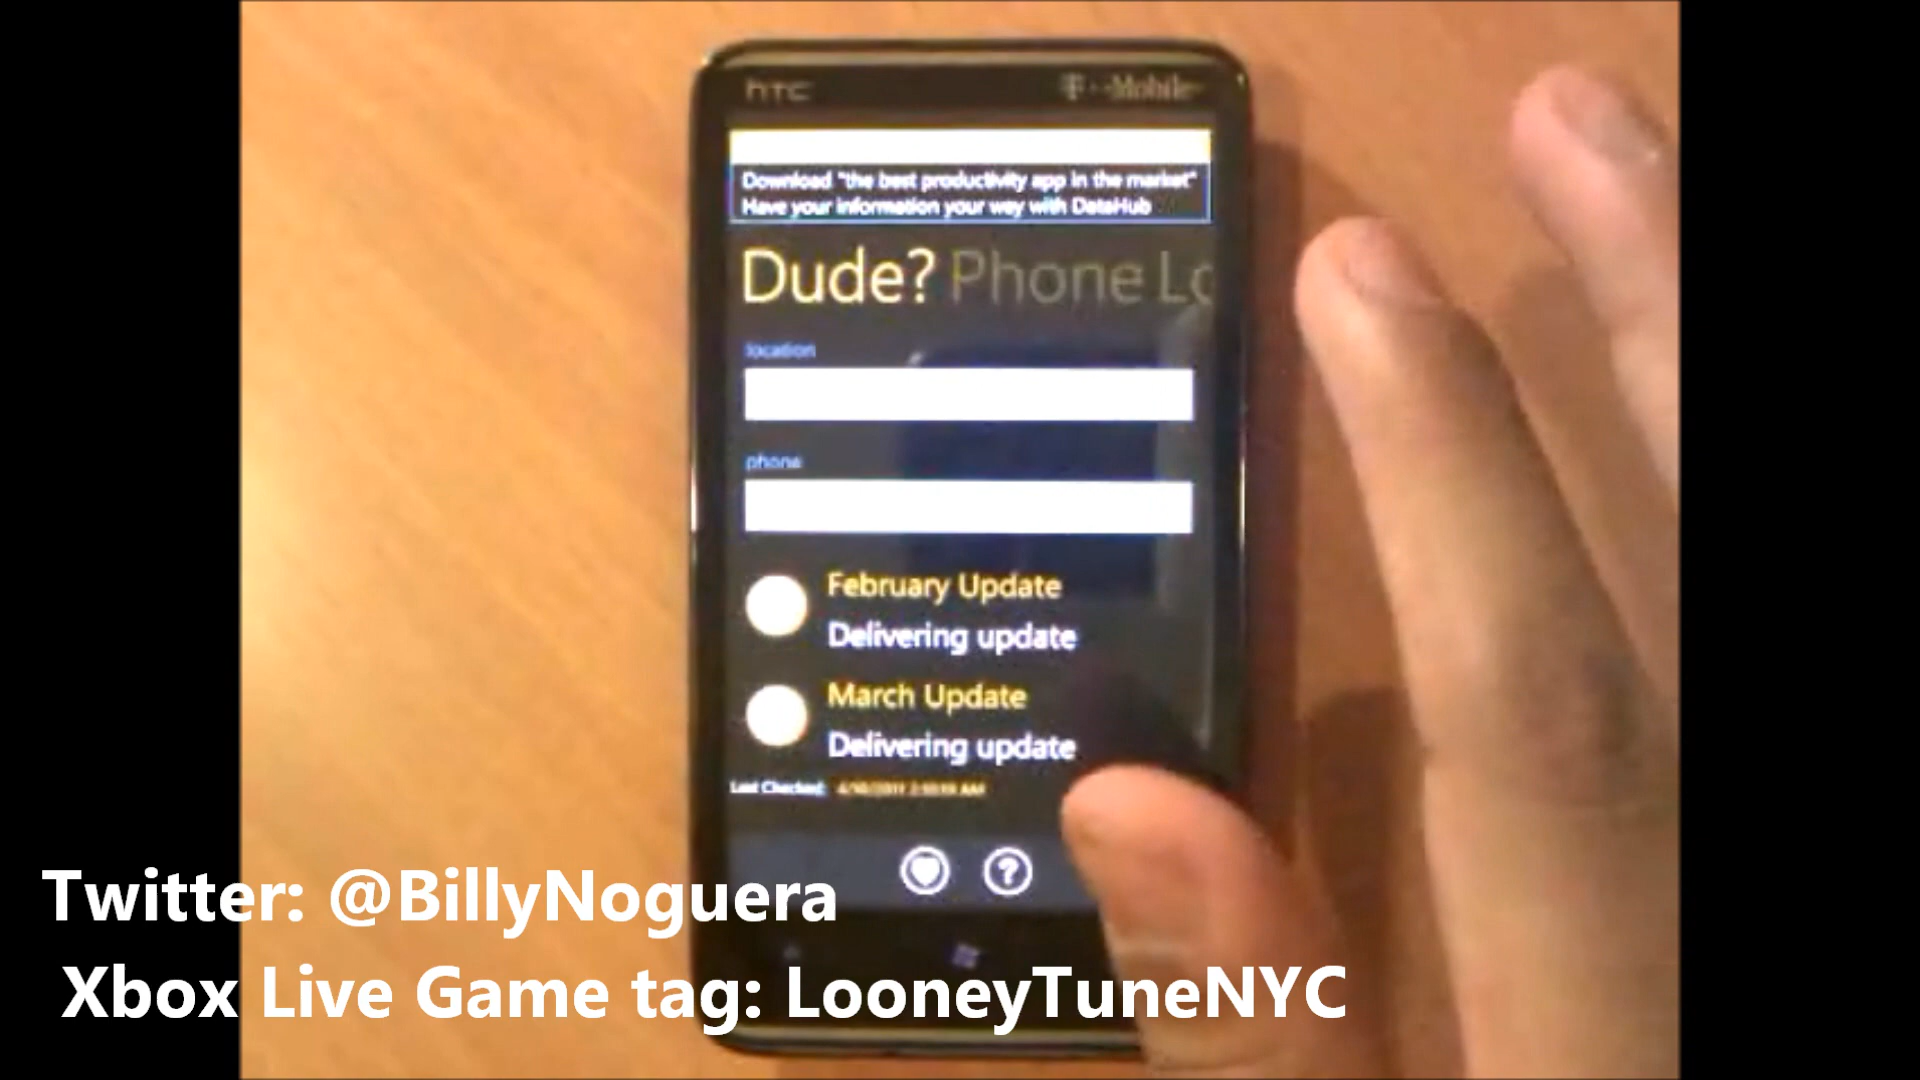 hTC
T··Mobile·
Download "the best productivity app in the market"
Have your information your way with DataHub
Dude? Phone Lo
location
phone
February Update
Delivering update
March Update
Delivering update
Last Checked:
?
Twitter: @BillyNoguera
Xbox Live Game tag: LooneyTuneNYC